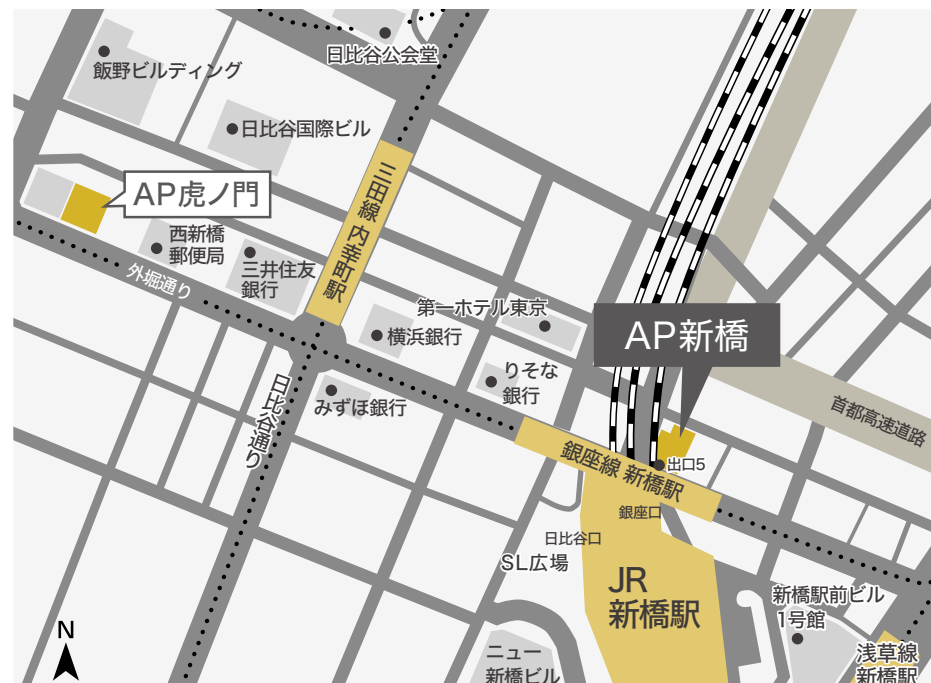 日比谷公会堂
飯野ビルディング
日比谷国際ビル
AP虎ノ門
三田線 内幸町駅
西新橋
郵便局
三井住友
銀行
外堀通り
第一ホテル東京
横浜銀行
AP新橋
りそな
銀行
みずほ銀行
日比谷通り
首都高速道路
銀座線 新橋駅
出口5
銀座口
日比谷口
SL広場
JR
新橋駅
新橋駅前ビル
1号館
N
ニュー
新橋ビル
浅草線
新橋駅